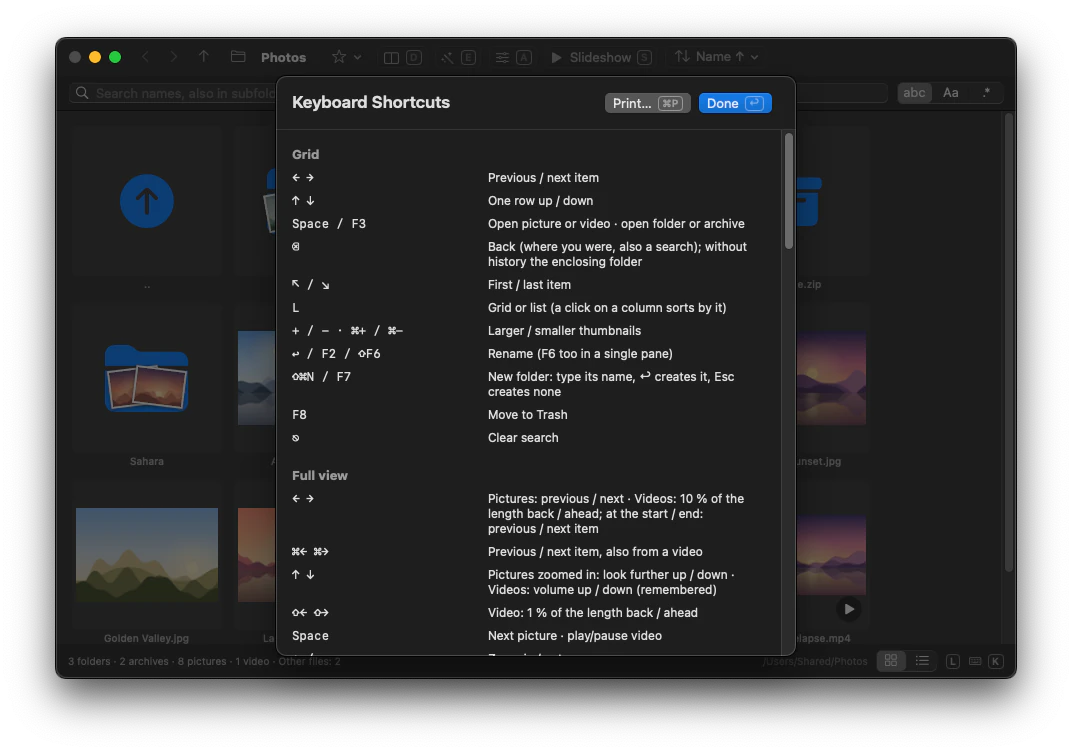 Photos
D
E
A
Slideshow S
Name ↑
Search names, also in subfold
abc Aa .*
Keyboard Shortcuts
Print… ⌘P
Done ↩
Grid
← → Previous / next item
↑ ↓ One row up / down
Space / F3 Open picture or video · open folder or archive
⌫ Back (where you were, also a search); without
history the enclosing folder
↖ / ↘ First / last item
L Grid or list (a click on a column sorts by it)
+ / − · ⌘+ / ⌘− Larger / smaller thumbnails
↩ / F2 / ⇧F6 Rename (F6 too in a single pane)
⇧⌘N / F7 New folder: type its name, ↩ creates it, Esc
creates none
F8 Move to Trash
⎋ Clear search
Full view
← → Pictures: previous / next · Videos: 10 % of the
length back / ahead; at the start / end:
previous / next item
⌘← ⌘→ Previous / next item, also from a video
↑ ↓ Pictures zoomed in: look further up / down ·
Videos: volume up / down (remembered)
⇧← ⇧→ Video: 1 % of the length back / ahead
Space Next picture · play/pause video
..
e.zip
Sahara
unset.jpg
Golden Valley.jpg
La
elapse.mp4
3 folders · 2 archives · 8 pictures · 1 video · Other files: 2
/Users/Shared/Photos
L
K